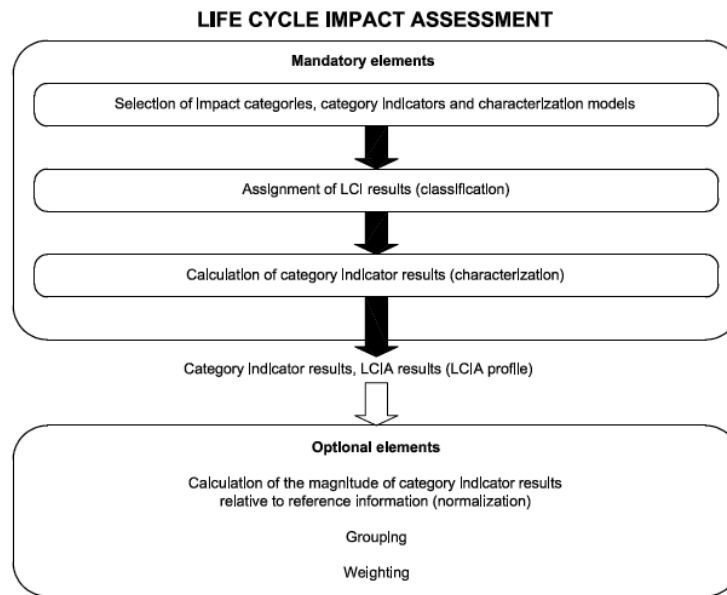 LIFE CYCLE IMPACT ASSESSMENT
Mandatory elements
Selection of impact categories, category indicators and characterization models
Assignment of LCI results (classification)
Calculation of category indicator results (characterization)
Category indicator results, LCIA results (LCIA profile)
Optional elements
Calculation of the magnitude of category indicator results
relative to reference information (normalization)
Grouping
Weighting